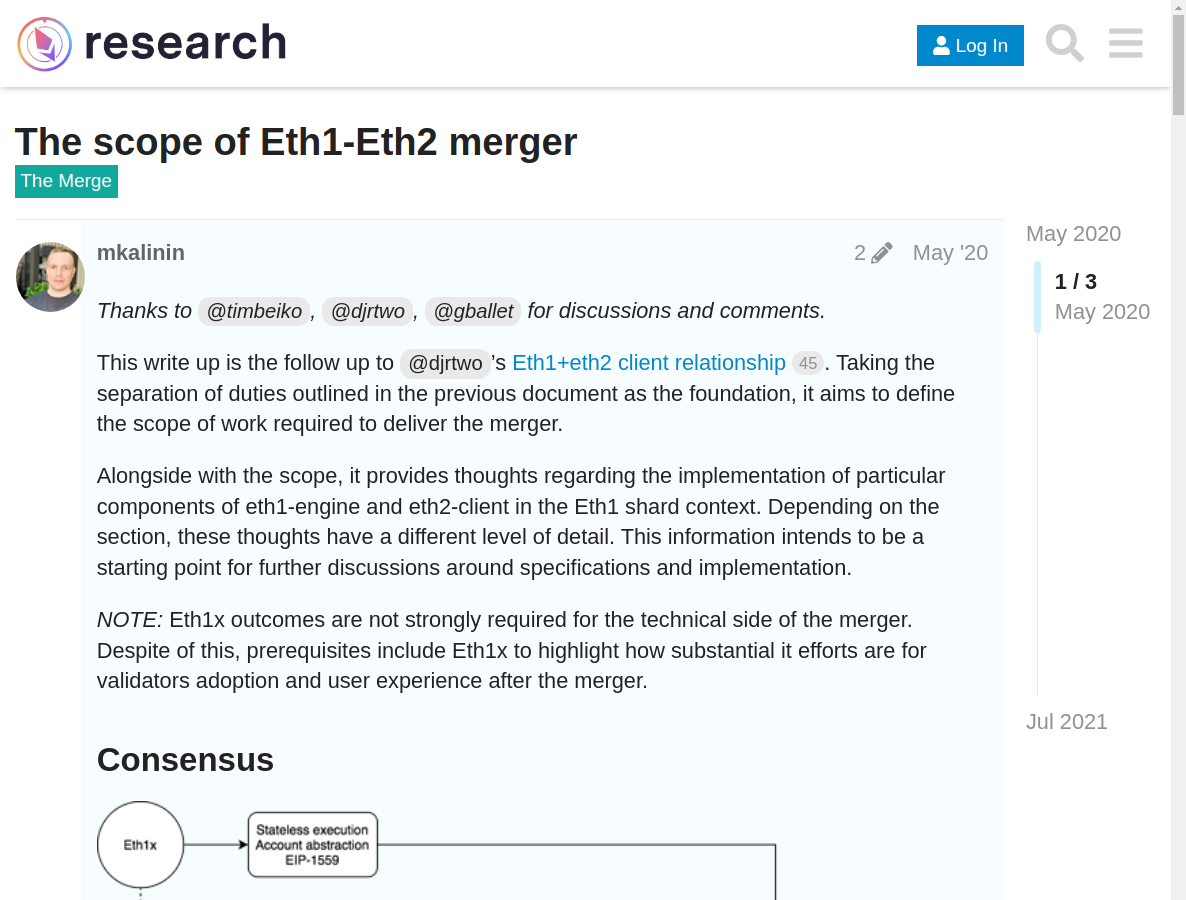 research
Log In
The scope of Eth1-Eth2 merger
The Merge
mkalinin
2
May '20
May 2020
1 / 3
May 2020
Thanks to @timbeiko, @djrtwo, @gballet for discussions and comments.
This write up is the follow up to @djrtwo’s Eth1+eth2 client relationship 45. Taking the
separation of duties outlined in the previous document as the foundation, it aims to define
the scope of work required to deliver the merger.
Alongside with the scope, it provides thoughts regarding the implementation of particular
components of eth1-engine and eth2-client in the Eth1 shard context. Depending on the
section, these thoughts have a different level of detail. This information intends to be a
starting point for further discussions around specifications and implementation.
NOTE: Eth1x outcomes are not strongly required for the technical side of the merger.
Despite of this, prerequisites include Eth1x to highlight how substantial it efforts are for
validators adoption and user experience after the merger.
Jul 2021
Consensus
Eth1x
Stateless execution
Account abstraction
EIP-1559